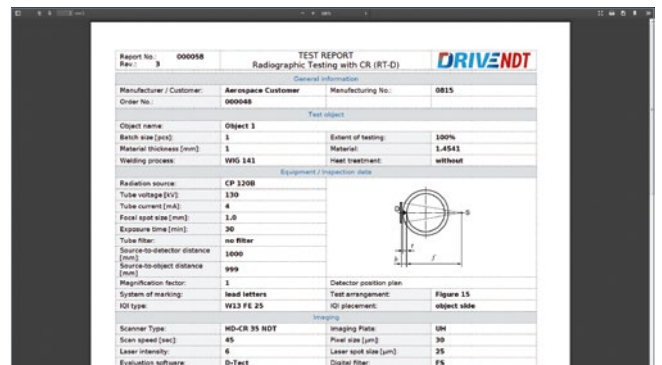 Report No.: 000058
Rev.: 3
TEST REPORT
Radiographic Testing with CR (RT-D)
DRIVENDT
General information
Manufacturer / Customer: Aerospace Customer Manufacturing No.: 0815
Order No.: 000048
Test object
Object name: Object 1
Batch size [pcs]: 1 Extent of testing: 100%
Material thickness [mm]: 1 Material: 1.4541
Welding process: WIG 141 Heat treatment: without
Equipment / Inspection data
Radiation source: CP 120B
Tube voltage [kV]: 130
Tube current [mA]: 4
Focal spot size [mm]: 1.0
Exposure time [min]: 30
Tube filter: no filter
Source-to-detector distance [mm]: 1000
Source-to-object distance [mm]: 999
D
S
b
t
f
Magnification factor: 1 Detector position plan
System of marking: lead letters Test arrangement: Figure 15
IQI type: W13 FE 25 IQI placement: object side
Imaging
Scanner Type: HD-CR 35 NDT Imaging Plate: UH
Scan speed [sec]: 45 Pixel size [µm]: 30
Laser intensity: 6 Laser spot size [µm]: 25
Evaluation software: D-Tect Digital filter: FS